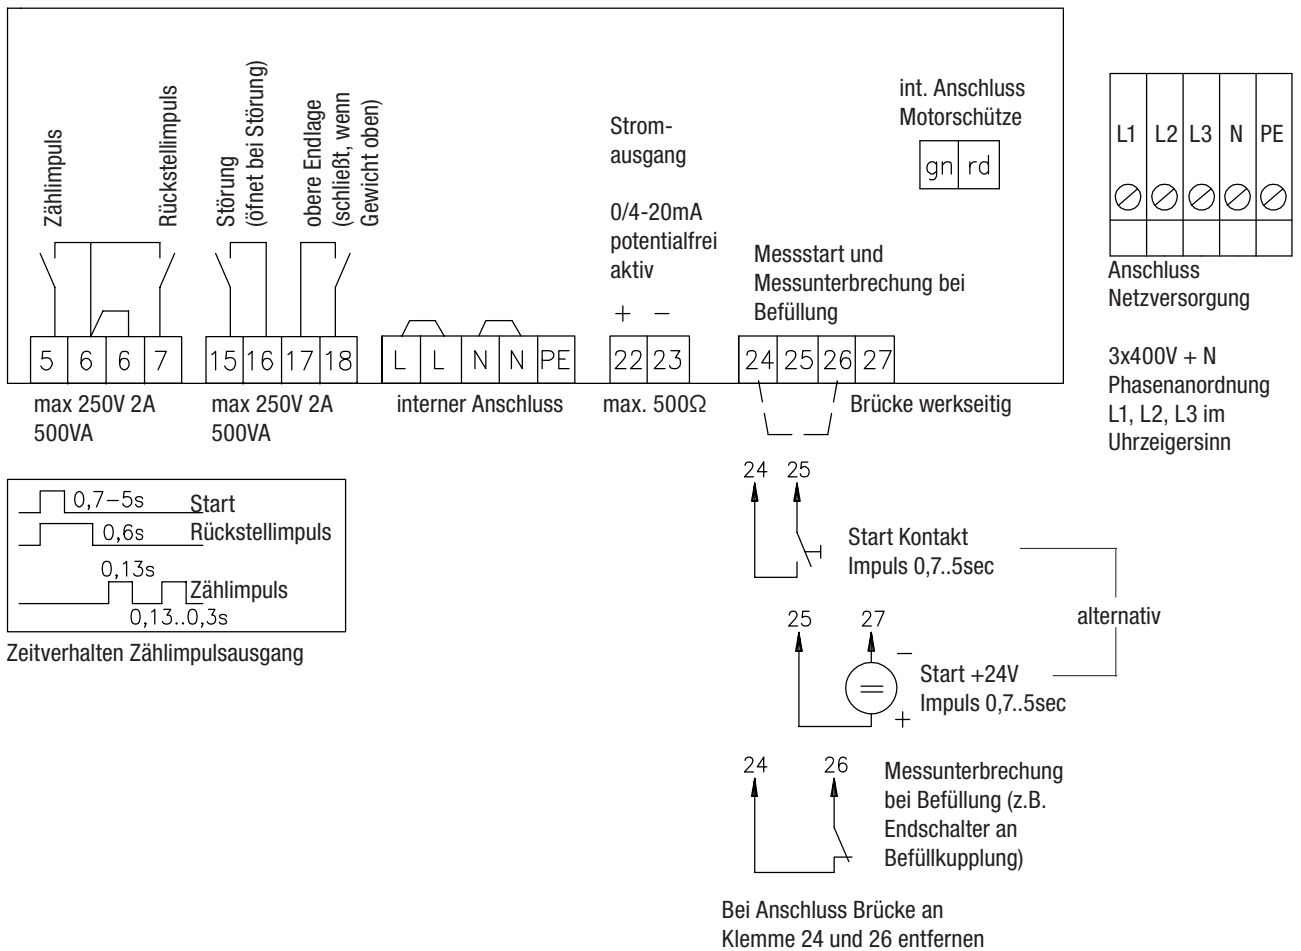 Zählimpuls
Rückstellimpuls
Störung
(öfnet bei Störung)
obere Endlage
(schließt, wenn
Gewicht oben)
Strom-
ausgang
0/4-20mA
potentialfrei
aktiv
+ −
int. Anschluss
Motorschütze
gn rd
Messstart und
Messunterbrechung bei
Befüllung
5 6 6 7
15 16 17 18
L L N N PE
22 23
24 25 26 27
max 250V 2A
500VA
max 250V 2A
500VA
interner Anschluss
max. 500Ω
Brücke werkseitig
L1 L2 L3 N PE
Anschluss
Netzversorgung
3x400V + N
Phasenanordnung
L1, L2, L3 im
Uhrzeigersinn
0,7–5s Start
0,6s Rückstellimpuls
0,13s
Zählimpuls
0,13..0,3s
Zeitverhalten Zählimpulsausgang
24 25
Start Kontakt
Impuls 0,7..5sec
alternativ
25 27
−
Start +24V
Impuls 0,7..5sec
+
24 26
Messunterbrechung
bei Befüllung (z.B.
Endschalter an
Befüllkupplung)
Bei Anschluss Brücke an
Klemme 24 und 26 entfernen